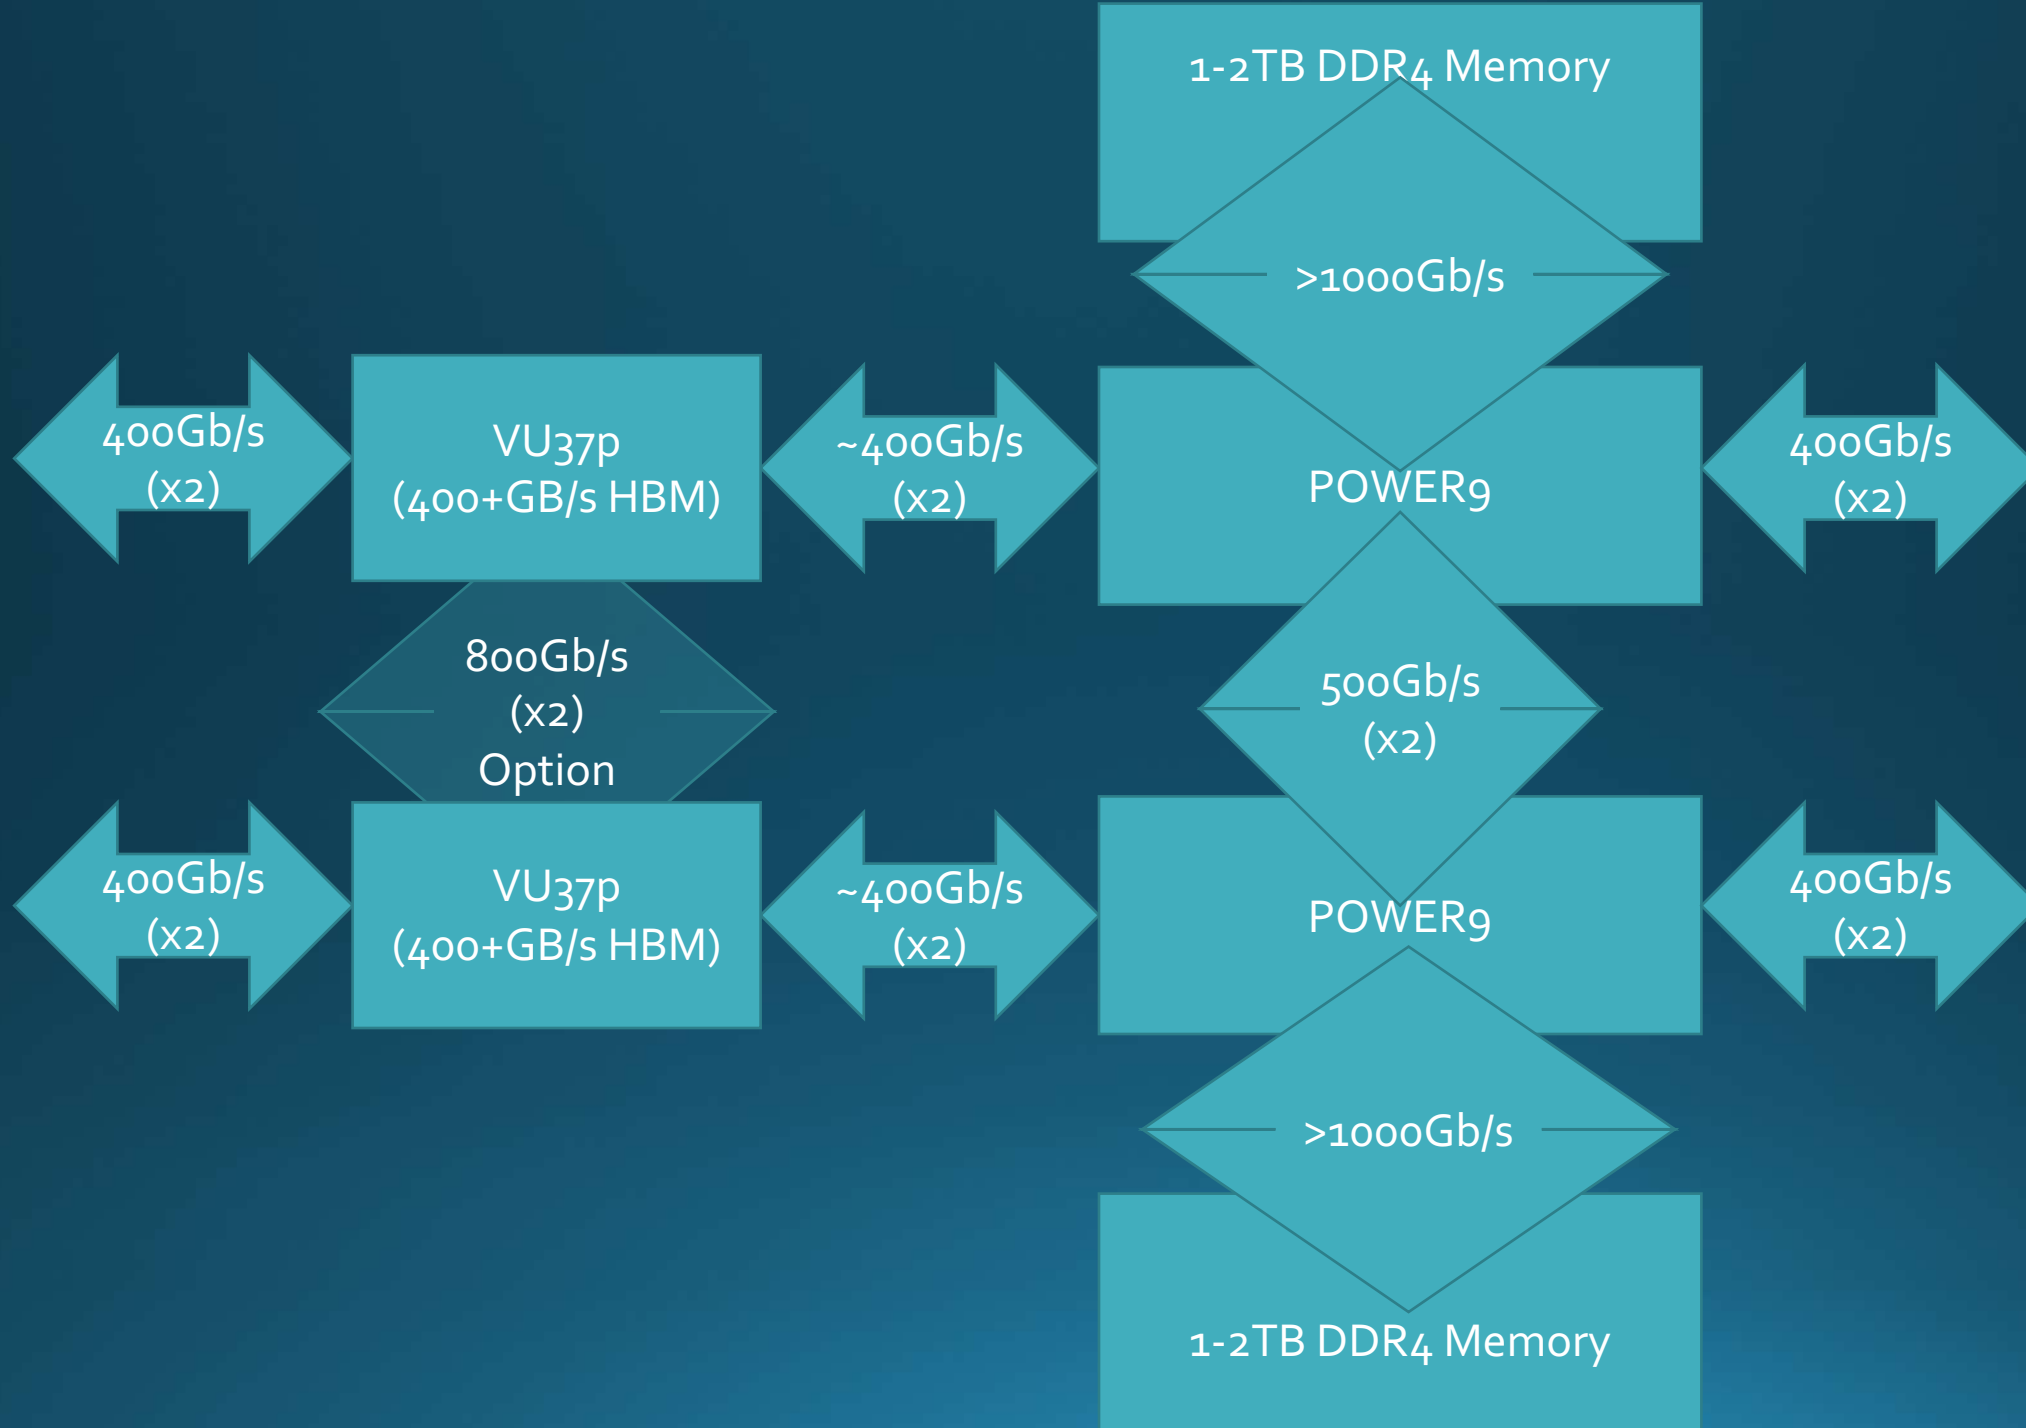 1-2TB DDR4 Memory
>1000Gb/s
400Gb/s
(x2)
VU37p
(400+GB/s HBM)
~400Gb/s
(x2)
POWER9
400Gb/s
(x2)
800Gb/s
(x2)
Option
500Gb/s
(x2)
400Gb/s
(x2)
VU37p
(400+GB/s HBM)
~400Gb/s
(x2)
POWER9
400Gb/s
(x2)
>1000Gb/s
1-2TB DDR4 Memory